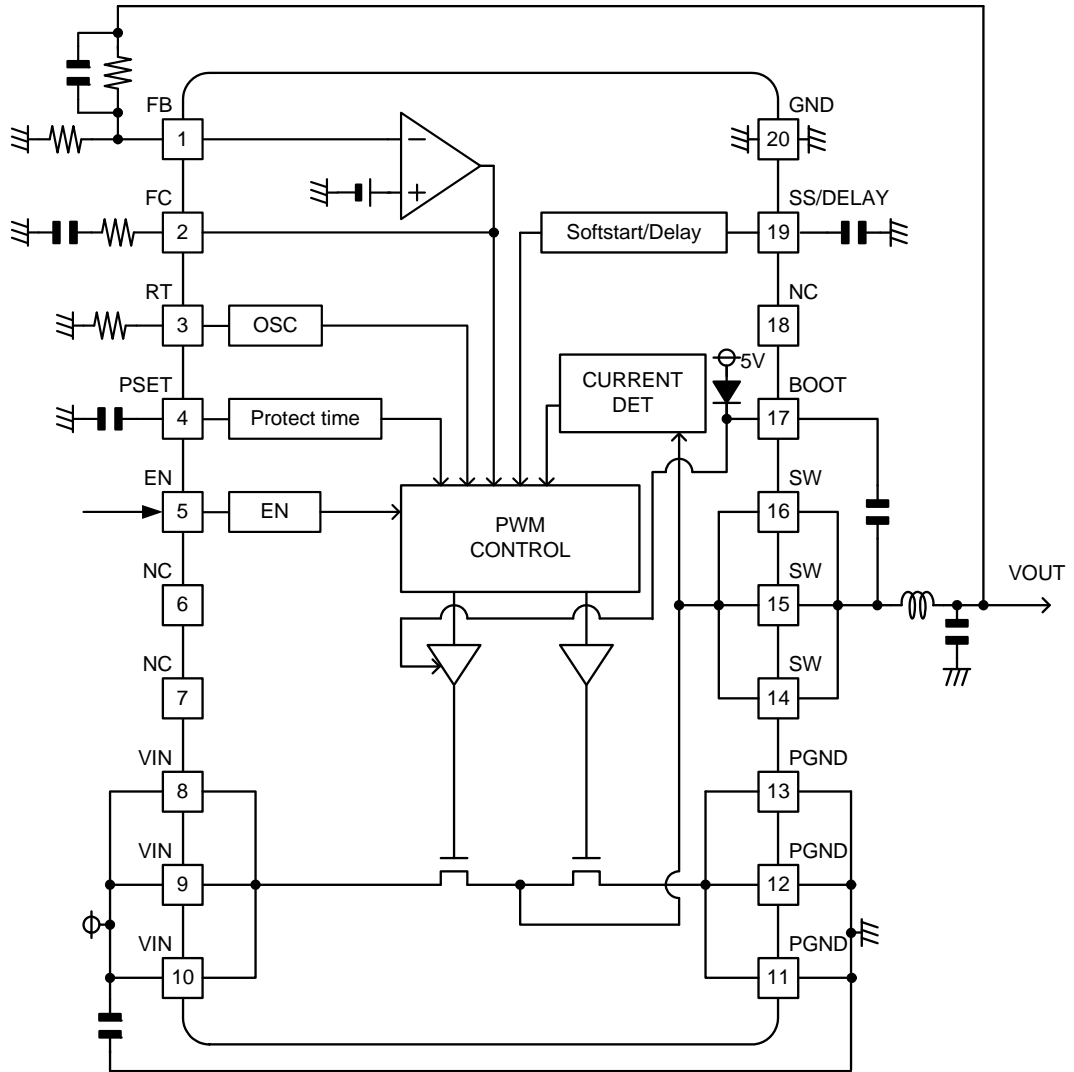 FB
1
GND
20
FC
2
SS/DELAY
19
Softstart/Delay
RT
3
OSC
NC
18
PSET
4
Protect time
CURRENT
DET
5V
BOOT
17
EN
5
EN
PWM
CONTROL
SW
16
NC
6
SW
15
VOUT
NC
7
SW
14
VIN
8
PGND
13
VIN
9
PGND
12
VIN
10
PGND
11